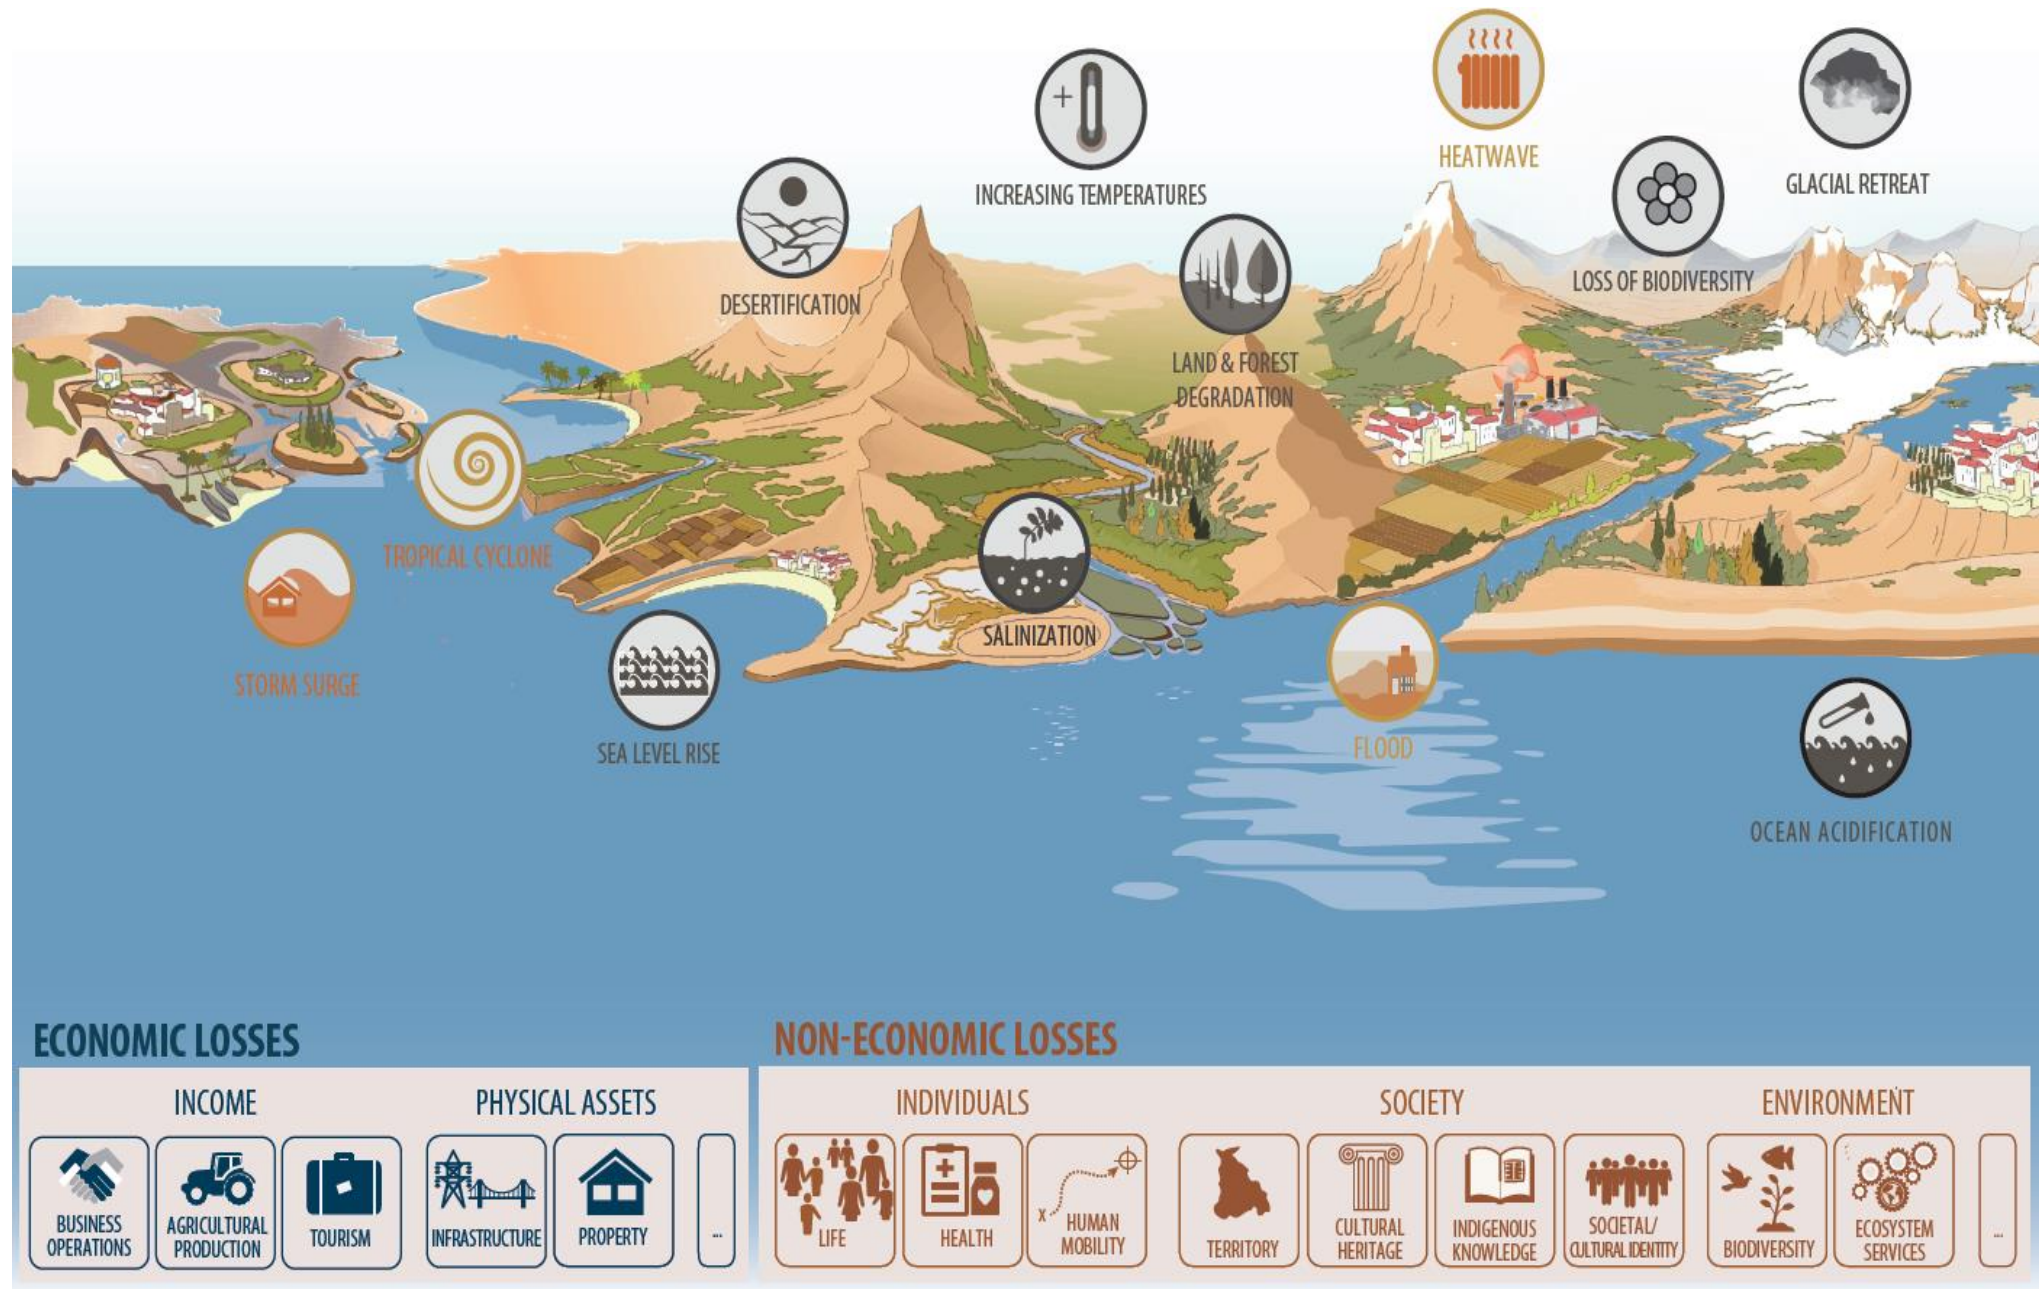 HEATWAVE
INCREASING TEMPERATURES
GLACIAL RETREAT
DESERTIFICATION
LOSS OF BIODIVERSITY
LAND & FOREST
DEGRADATION
TROPICAL CYCLONE
STORM SURGE
SALINIZATION
SEA LEVEL RISE
FLOOD
OCEAN ACIDIFICATION
ECONOMIC LOSSES
INCOME
PHYSICAL ASSETS
BUSINESS
OPERATIONS
AGRICULTURAL
PRODUCTION
TOURISM
INFRASTRUCTURE
PROPERTY
...
NON-ECONOMIC LOSSES
INDIVIDUALS
SOCIETY
ENVIRONMENT
LIFE
HEALTH
X
HUMAN
MOBILITY
TERRITORY
CULTURAL
HERITAGE
INDIGENOUS
KNOWLEDGE
SOCIETAL/
CULTURAL IDENTITY
BIODIVERSITY
ECOSYSTEM
SERVICES
...